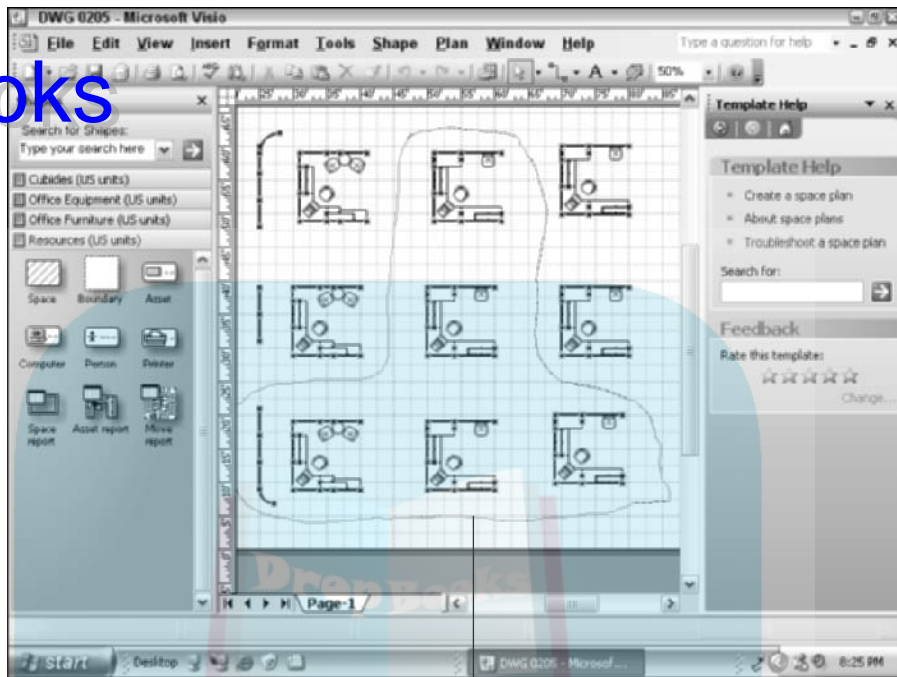 DWG 0205 - Microsoft Visio
File Edit View Insert Format Tools Shape Plan Window Help
Type a question for help
50%
oks
Search for Shapes:
Type your search here
Cubicles (US units)
Office Equipment (US units)
Office Furniture (US units)
Resources (US units)
Space Boundary Asset
Computer Person Printer
Space report Asset report Move report
Template Help
Template Help
Create a space plan
About space plans
Troubleshoot a space plan
Search for:
Feedback
Rate this template:
Change...
DropBooks
Page-1
start Desktop DWG 0205 - Microsof... 8:25 PM